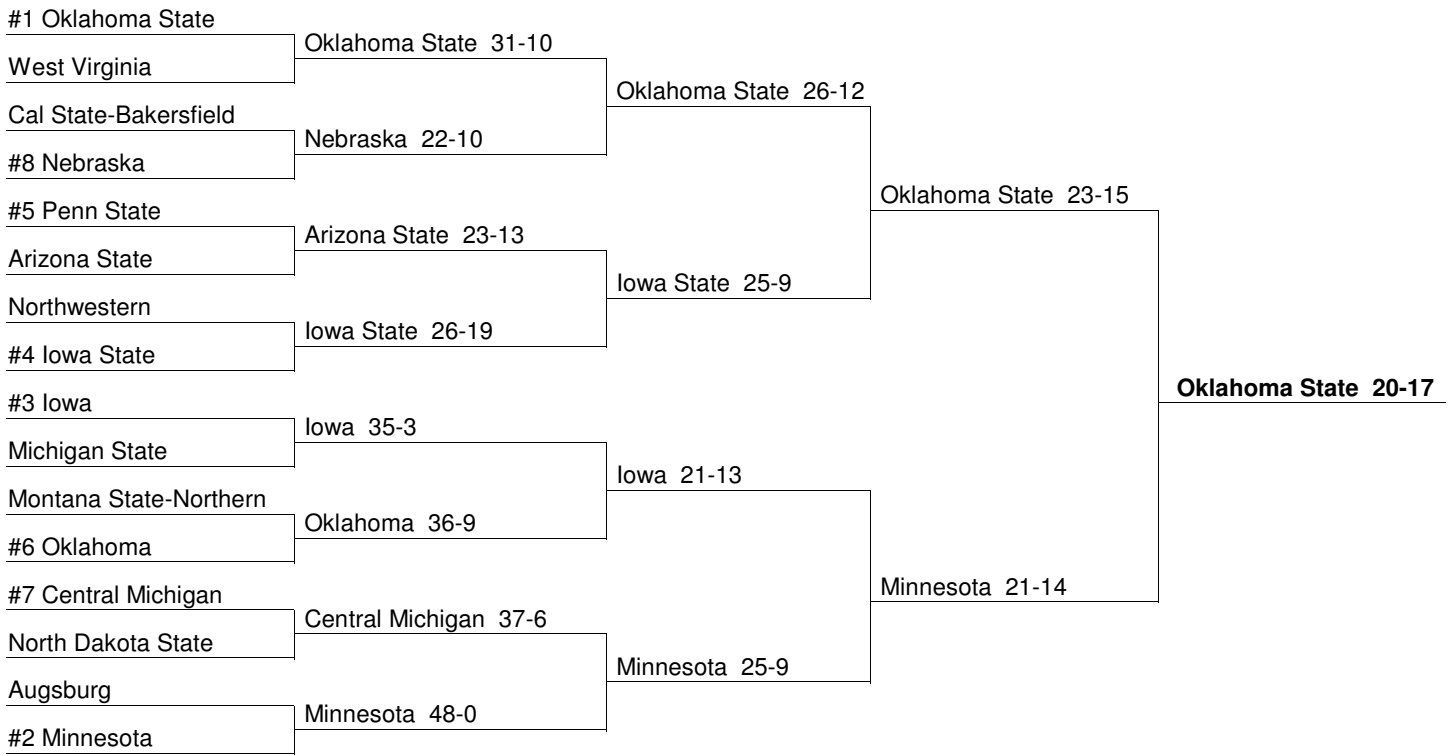 #1 Oklahoma State
West Virginia
Cal State-Bakersfield
#8 Nebraska
#5 Penn State
Arizona State
Northwestern
#4 Iowa State
#3 Iowa
Michigan State
Montana State-Northern
#6 Oklahoma
#7 Central Michigan
North Dakota State
Augsburg
#2 Minnesota
Oklahoma State 31-10
Nebraska 22-10
Arizona State 23-13
Iowa State 26-19
Iowa 35-3
Oklahoma 36-9
Central Michigan 37-6
Minnesota 48-0
Oklahoma State 26-12
Iowa State 25-9
Iowa 21-13
Minnesota 25-9
Oklahoma State 23-15
Minnesota 21-14
Oklahoma State 20-17